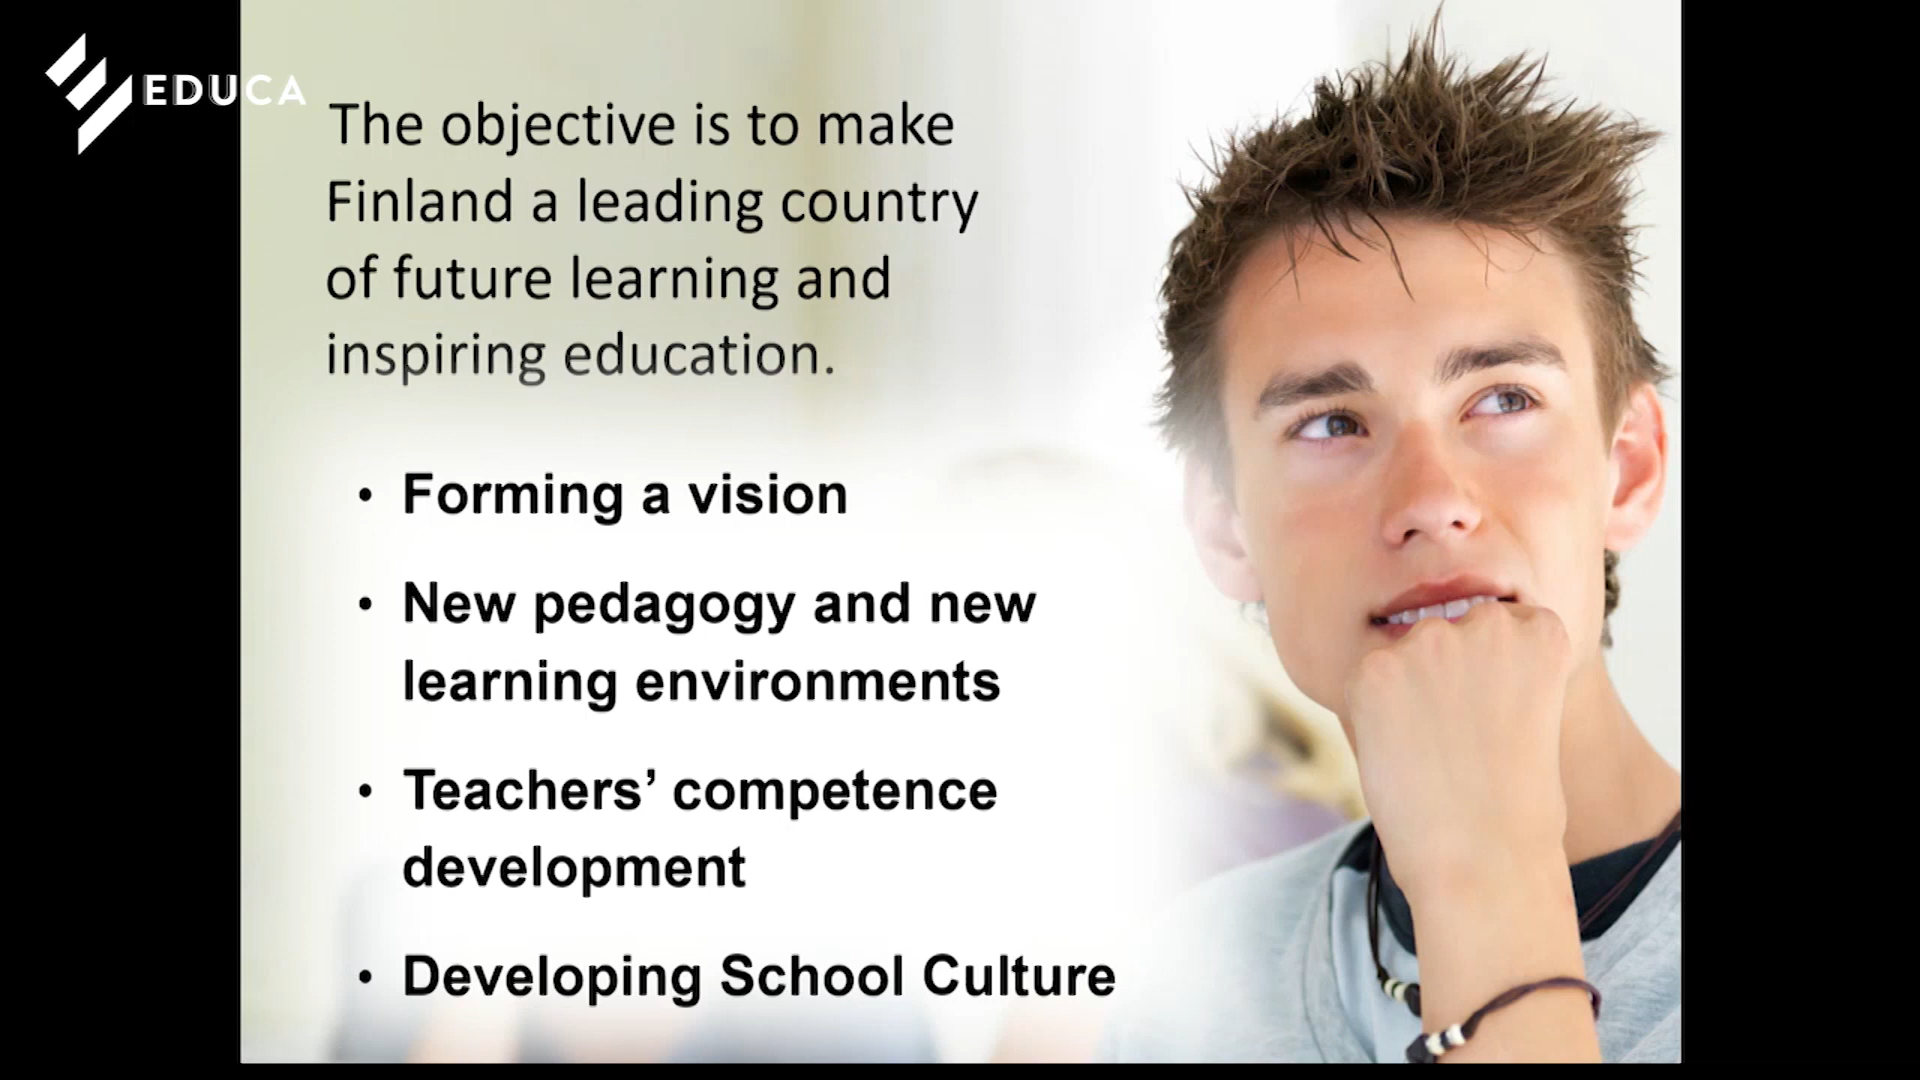 EDUCA
The objective is to make
Finland a leading country
of future learning and
inspiring education.
• Forming a vision
• New pedagogy and new
learning environments
• Teachers’ competence
development
• Developing School Culture